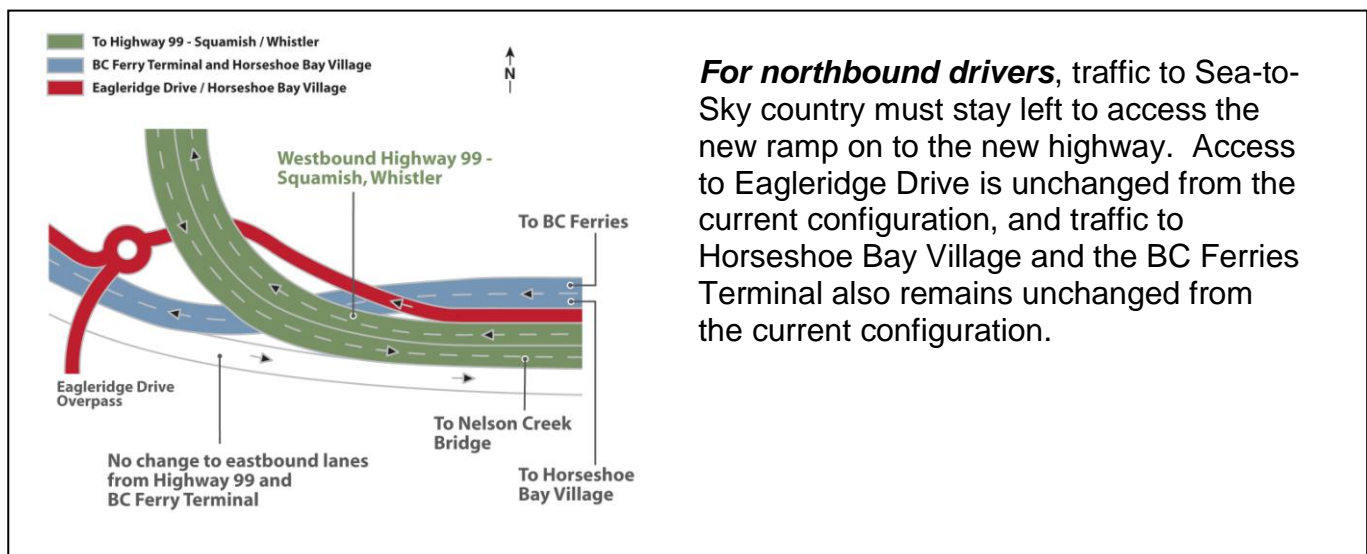 To Highway 99 - Squamish / Whistler
BC Ferry Terminal and Horseshoe Bay Village
Eagleridge Drive / Horseshoe Bay Village
N
Westbound Highway 99 -
Squamish, Whistler
To BC Ferries
Eagleridge Drive
Overpass
To Nelson Creek
Bridge
No change to eastbound lanes
from Highway 99 and
BC Ferry Terminal
To Horseshoe
Bay Village
For northbound drivers, traffic to Sea-to-
Sky country must stay left to access the
new ramp on to the new highway.  Access
to Eagleridge Drive is unchanged from the
current configuration, and traffic to
Horseshoe Bay Village and the BC Ferries
Terminal also remains unchanged from
the current configuration.